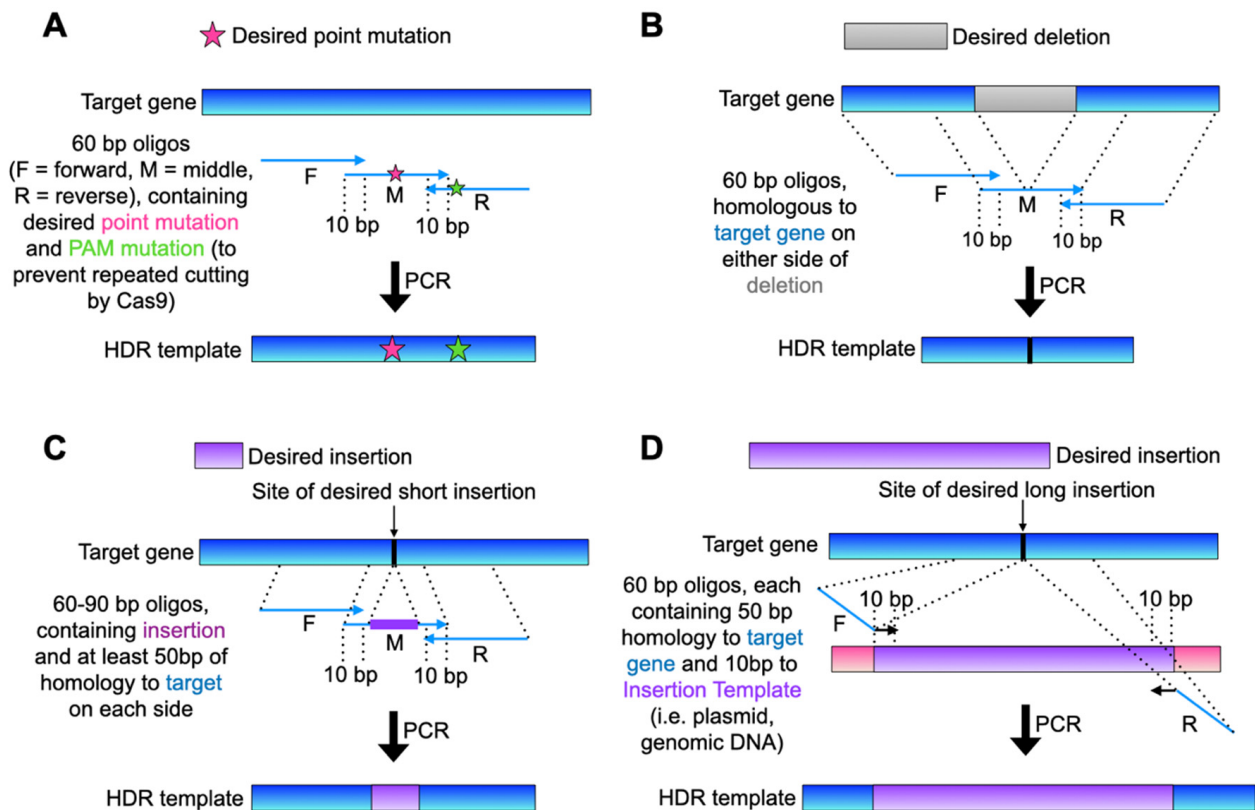 A
Desired point mutation
Target gene
60 bp oligos
(F = forward, M = middle,
R = reverse), containing
desired point mutation
and PAM mutation (to
prevent repeated cutting
by Cas9)
F
M
R
10 bp
10 bp
PCR
HDR template
B
Desired deletion
Target gene
60 bp oligos,
homologous to
target gene on
either side of
deletion
F
M
R
10 bp
10 bp
PCR
HDR template
C
Desired insertion
Site of desired short insertion
Target gene
60-90 bp oligos,
containing insertion
and at least 50bp of
homology to target
on each side
F
M
R
10 bp
10 bp
PCR
HDR template
D
Desired insertion
Site of desired long insertion
Target gene
60 bp oligos, each
containing 50 bp
homology to target
gene and 10bp to
Insertion Template
(i.e. plasmid,
genomic DNA)
10 bp
10 bp
F
R
PCR
HDR template